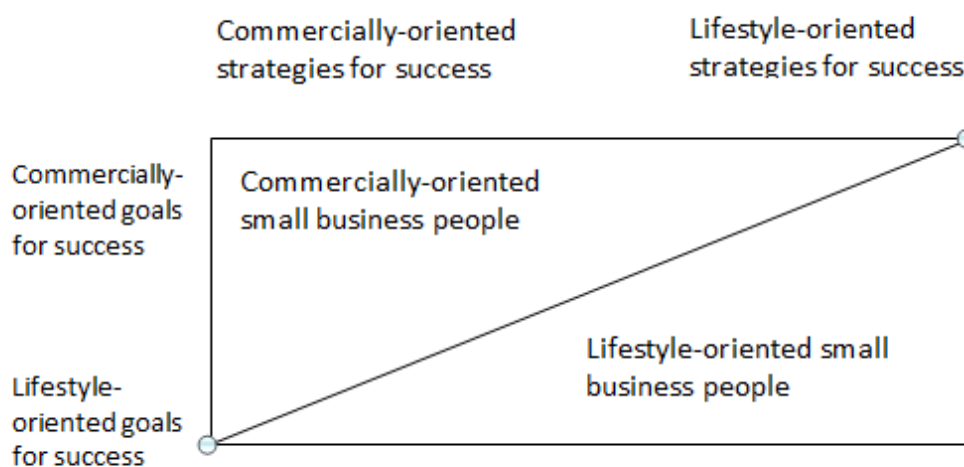 Commercially-oriented
strategies for success
Lifestyle-oriented
strategies for success
Commercially-
oriented goals
for success
Commercially-oriented
small business people
Lifestyle-oriented small
business people
Lifestyle-
oriented goals
for success